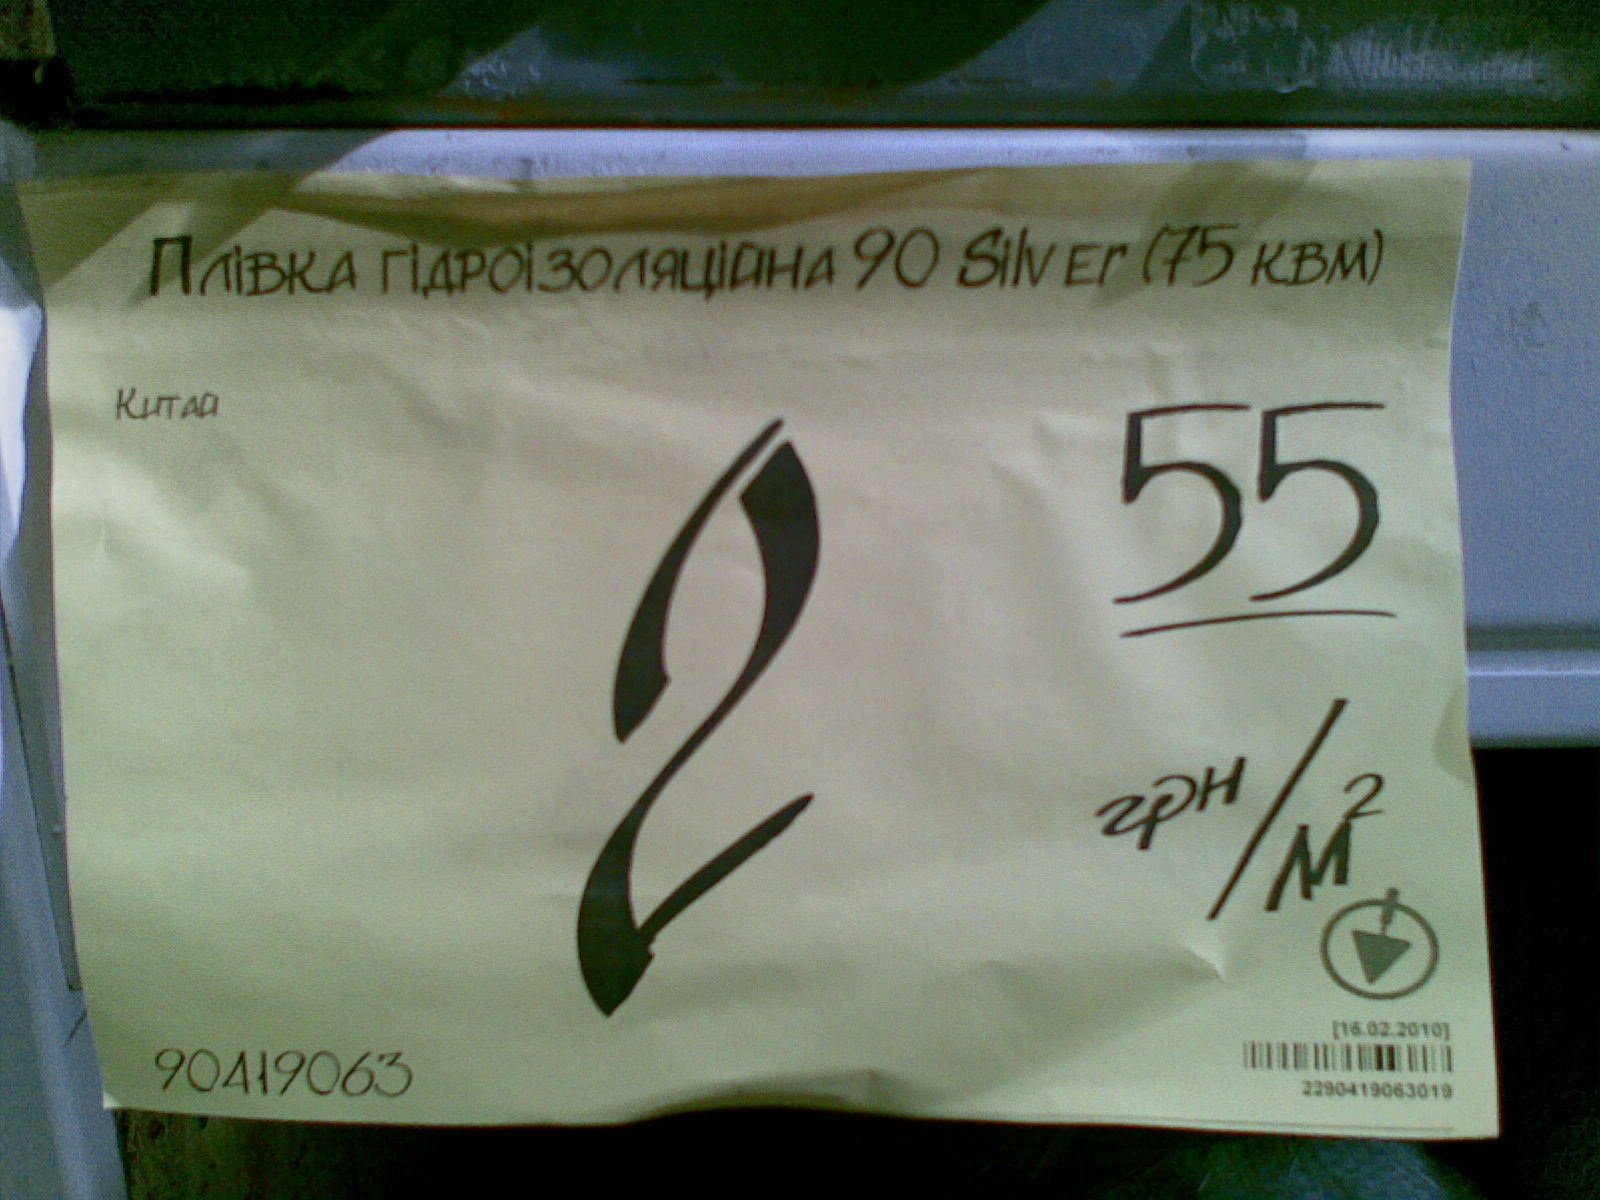 Плівка гідроізоляційна 90 Silver (75 квм)
Китай
2 55
грн/м²
[16.02.2010]
90419063
2290419063019